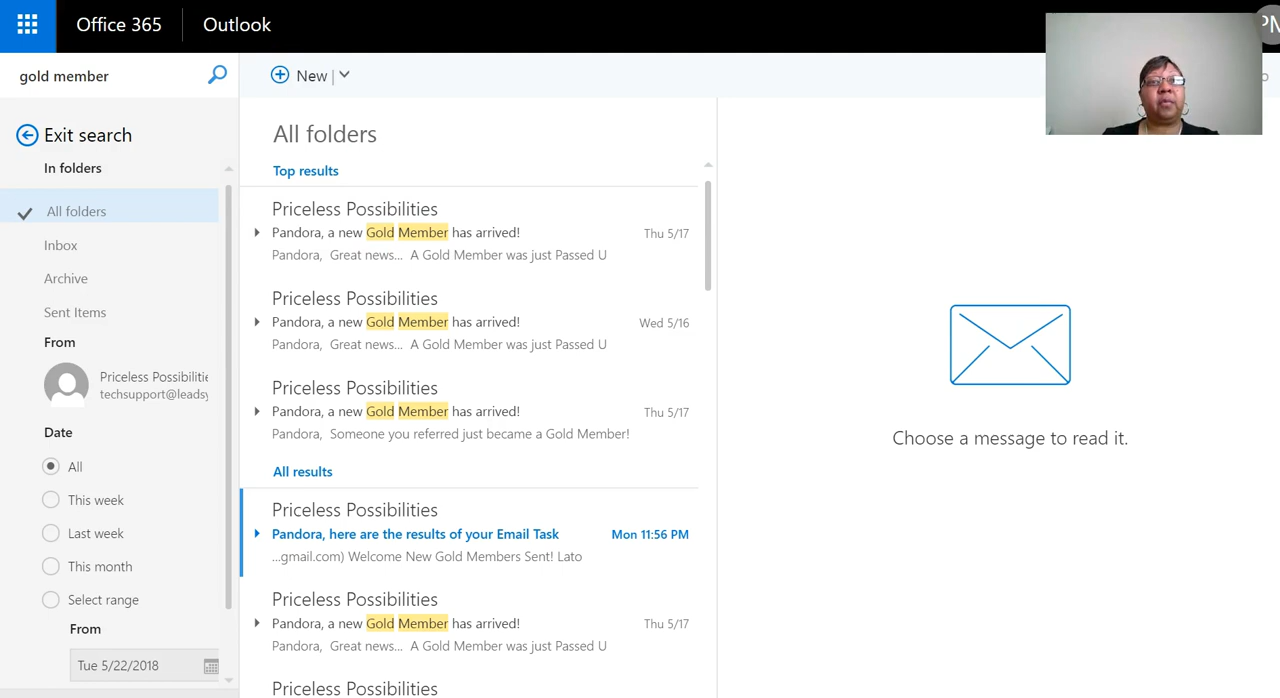 Office 365
Outlook
PN
gold member
New
Exit search
In folders
All folders
Inbox
Archive
Sent Items
From
Priceless Possibilitie
techsupport@leadsy
Date
All
This week
Last week
This month
Select range
From
Tue 5/22/2018
All folders
Top results
Priceless Possibilities
Pandora, a new Gold Member has arrived! Thu 5/17
Pandora, Great news... A Gold Member was just Passed U
Priceless Possibilities
Pandora, a new Gold Member has arrived! Wed 5/16
Pandora, Great news... A Gold Member was just Passed U
Priceless Possibilities
Pandora, a new Gold Member has arrived! Thu 5/17
Pandora, Someone you referred just became a Gold Member!
All results
Priceless Possibilities
Pandora, here are the results of your Email Task Mon 11:56 PM
...gmail.com) Welcome New Gold Members Sent! Lato
Priceless Possibilities
Pandora, a new Gold Member has arrived! Thu 5/17
Pandora, Great news... A Gold Member was just Passed U
Priceless Possibilities
Choose a message to read it.